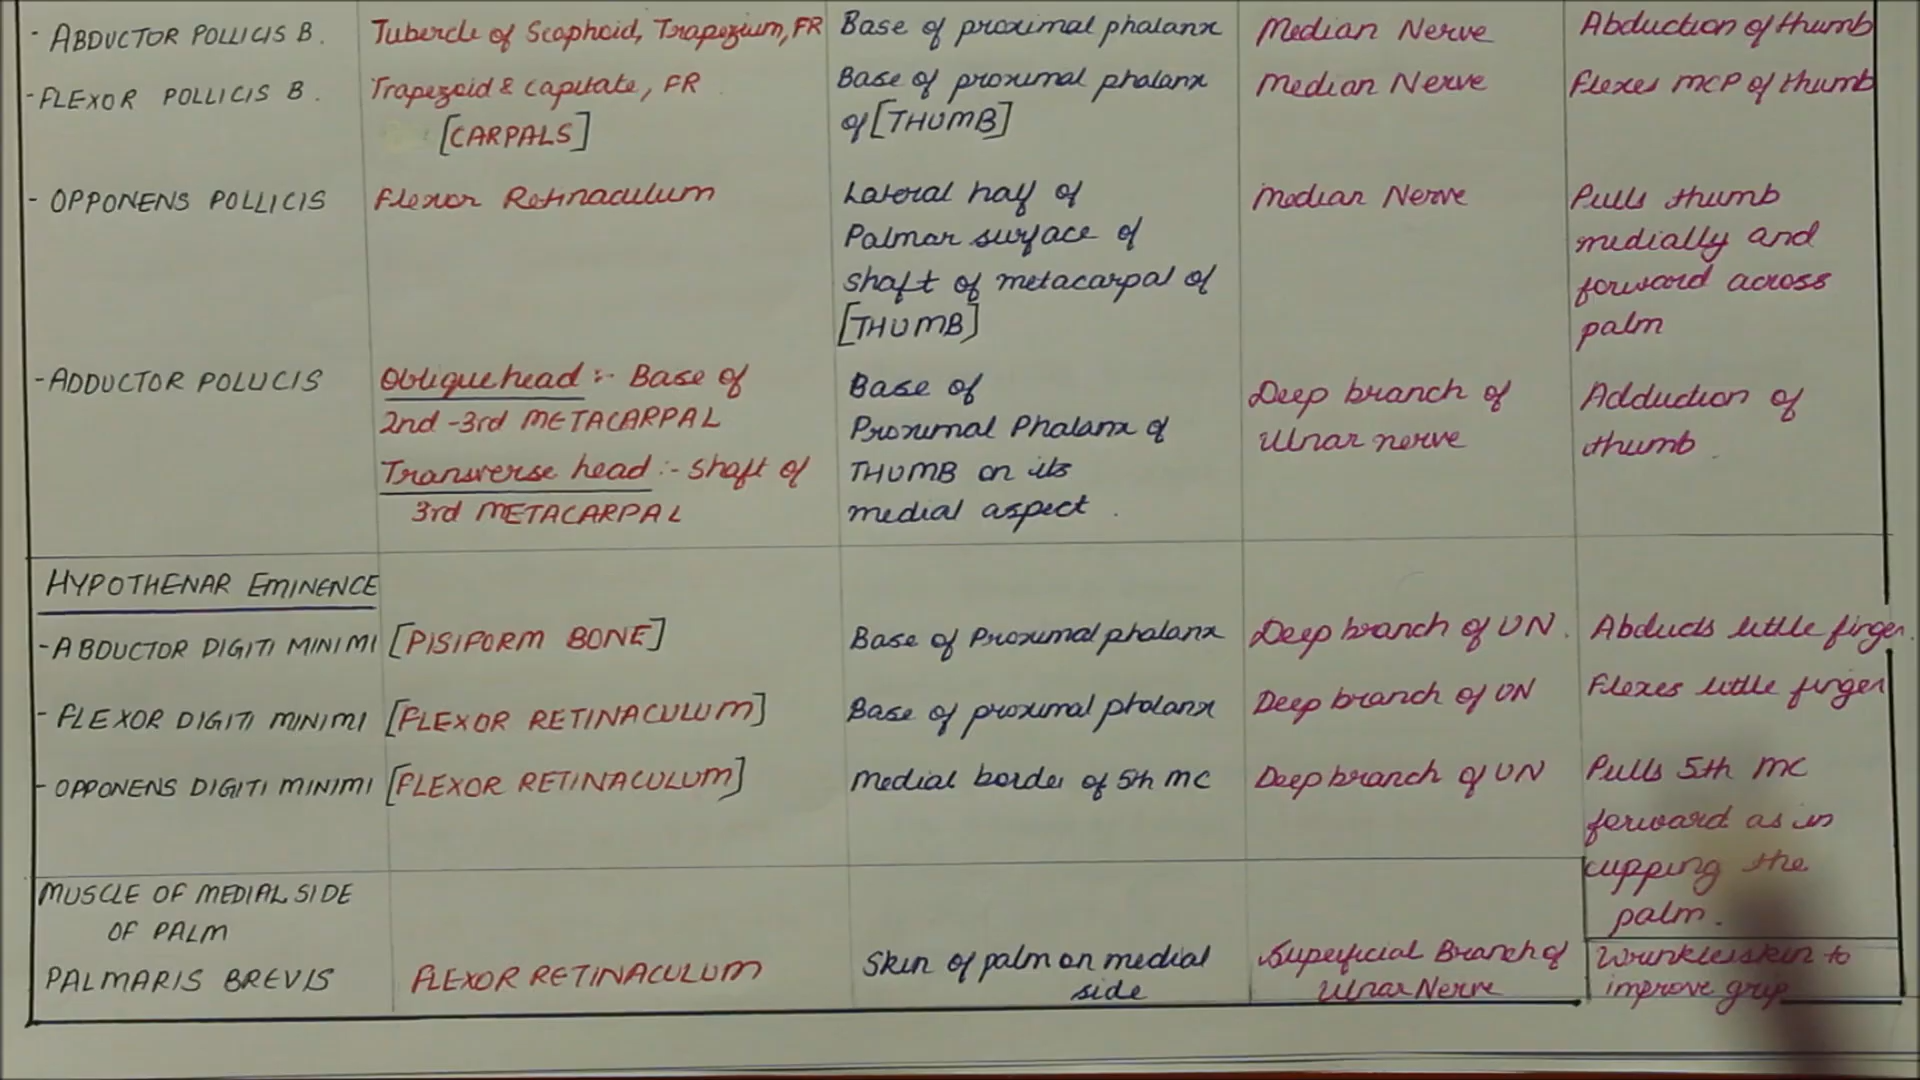 - ABDUCTOR POLLICIS B. Tubercle of Scaphoid, Trapezium, FR Base of proximal phalanx Median Nerve Abduction of thumb
- FLEXOR POLLICIS B. Trapezoid & Capitate, FR Base of proximal phalanx Median Nerve Flexes MCP of thumb
[CARPALS] of [THUMB]
- OPPONENS POLLICIS Flexor Retinaculum Lateral half of Median Nerve Pulls thumb
Palmar surface of medially and
shaft of metacarpal of forward across
[THUMB] palm
- ADDUCTOR POLLICIS Oblique head :- Base of Base of Deep branch of Adduction of
2nd -3rd METACARPAL Proximal Phalanx of Ulnar nerve thumb.
Transverse head :- Shaft of THUMB on its
3rd METACARPAL medial aspect.
HYPOTHENAR EMINENCE
- ABDUCTOR DIGITI MINIMI [PISIFORM BONE] Base of Proximal phalanx Deep branch of UN. Abducts little finger.
- FLEXOR DIGITI MINIMI [FLEXOR RETINACULUM] Base of proximal phalanx Deep branch of UN Flexes little finger
- OPPONENS DIGITI MINIMI [FLEXOR RETINACULUM] Medial border of 5th MC Deep branch of UN Pulls 5th MC
forward as in
cupping the
palm.
MUSCLE OF MEDIAL SIDE
OF PALM
PALMARIS BREVIS FLEXOR RETINACULUM Skin of palm on medial Superficial Branch of Wrinkles skin to
side Ulnar Nerve improve grip